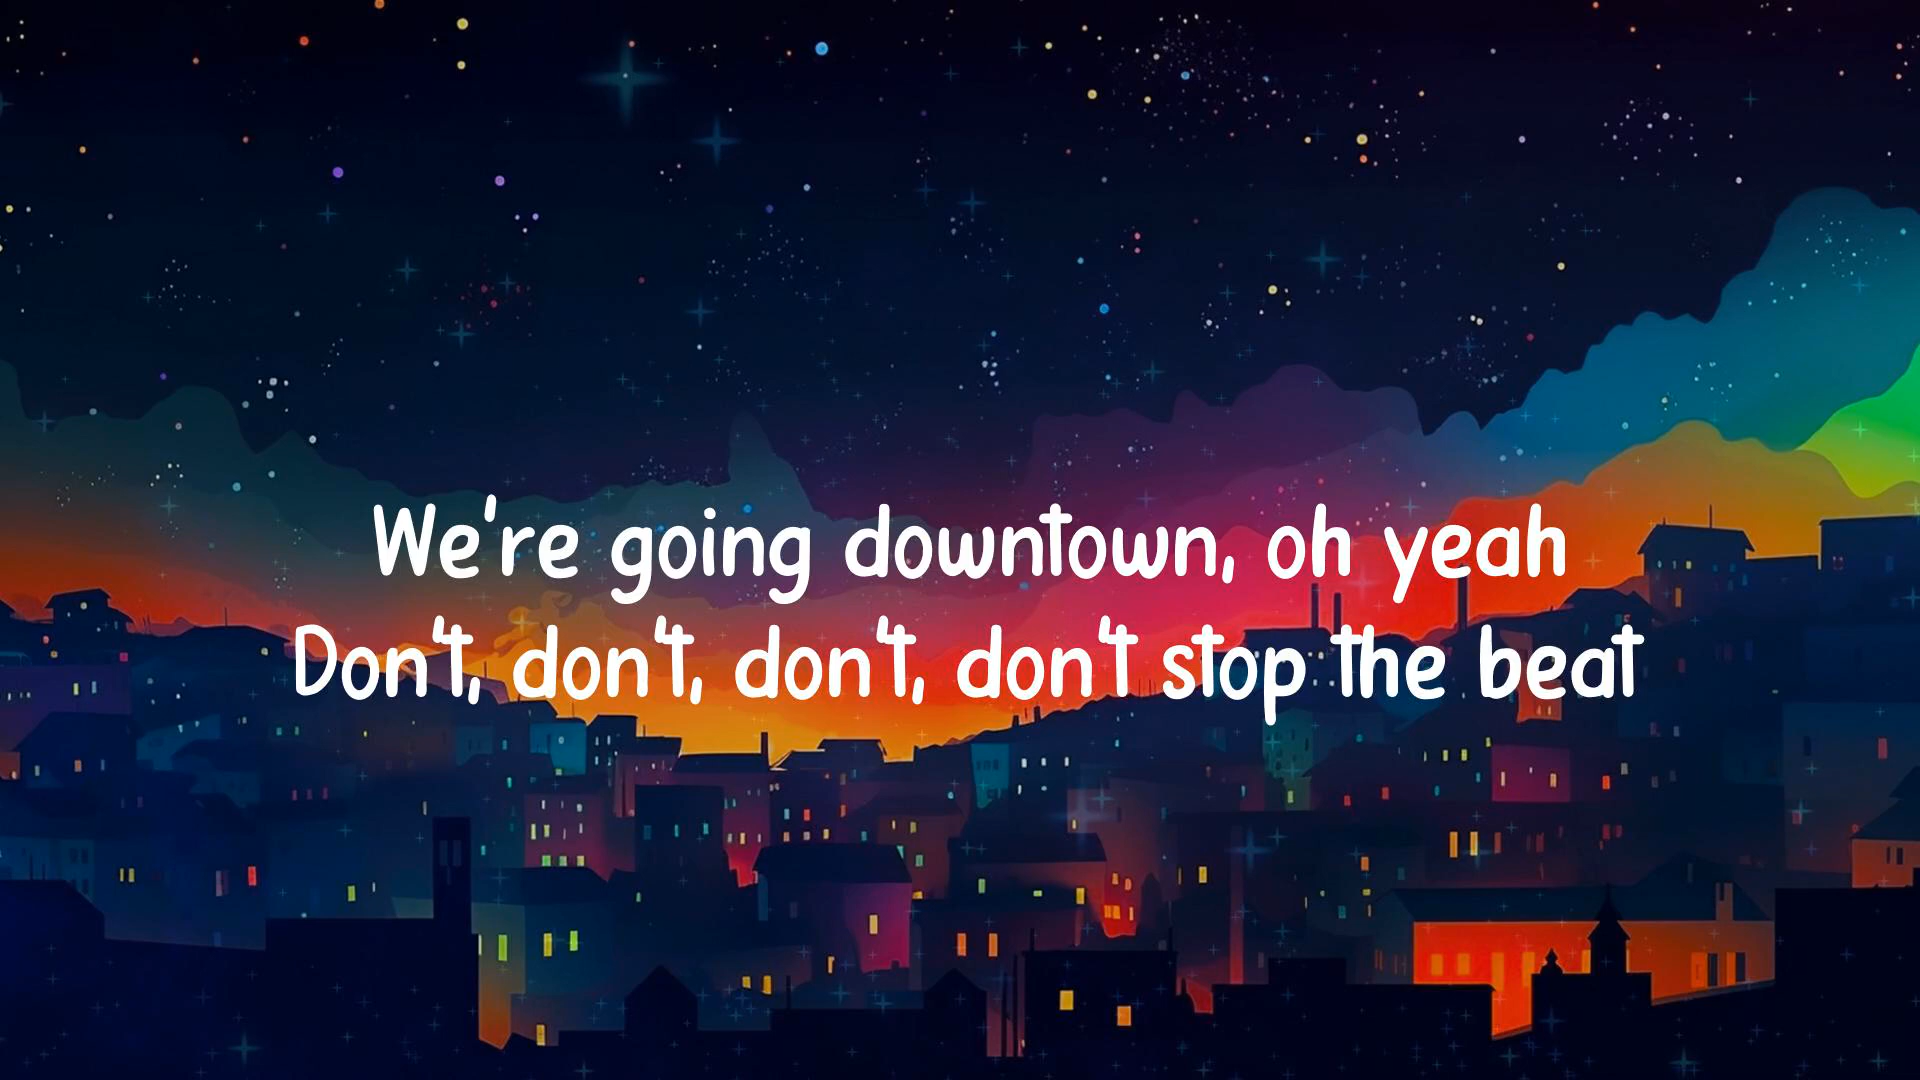 We're going downtown, oh yeah
Don't, don't, don't, don't stop the beat